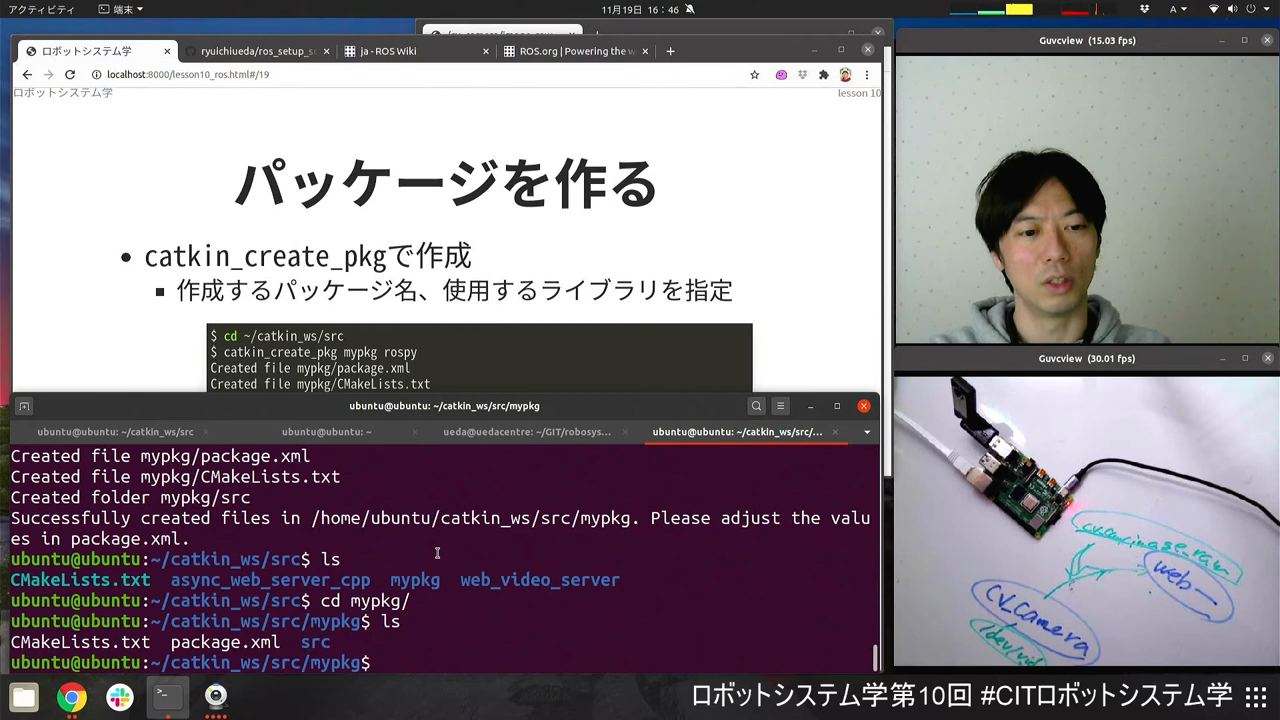 アクティビティ
端末
11月19日 16:46
A
ロボットシステム学
ryuichiueda/ros_setup_sc
ja - ROS Wiki
ROS.org | Powering the w
localhost:8000/lesson10_ros.html#/19
ロボットシステム学
lesson 10
パッケージを作る
catkin_create_pkgで作成
作成するパッケージ名、使用するライブラリを指定
$ cd ~/catkin_ws/src
$ catkin_create_pkg mypkg rospy
Created file mypkg/package.xml
Created file mypkg/CMakeLists.txt
ubuntu@ubuntu: ~/catkin_ws/src/mypkg
ubuntu@ubuntu: ~/catkin_ws/src
ubuntu@ubuntu: ~
ueda@uedacentre: ~/GIT/robosys...
ubuntu@ubuntu: ~/catkin_ws/src/...
Created file mypkg/package.xml
Created file mypkg/CMakeLists.txt
Created folder mypkg/src
Successfully created files in /home/ubuntu/catkin_ws/src/mypkg. Please adjust the valu
es in package.xml.
ubuntu@ubuntu:~/catkin_ws/src$ ls
CMakeLists.txt async_web_server_cpp mypkg web_video_server
ubuntu@ubuntu:~/catkin_ws/src$ cd mypkg/
ubuntu@ubuntu:~/catkin_ws/src/mypkg$ ls
CMakeLists.txt package.xml src
ubuntu@ubuntu:~/catkin_ws/src/mypkg$
Guvcview (15.03 fps)
Guvcview (30.01 fps)
web
cv_camera
/dev/vid
ロボットシステム学第10回 #CITロボットシステム学